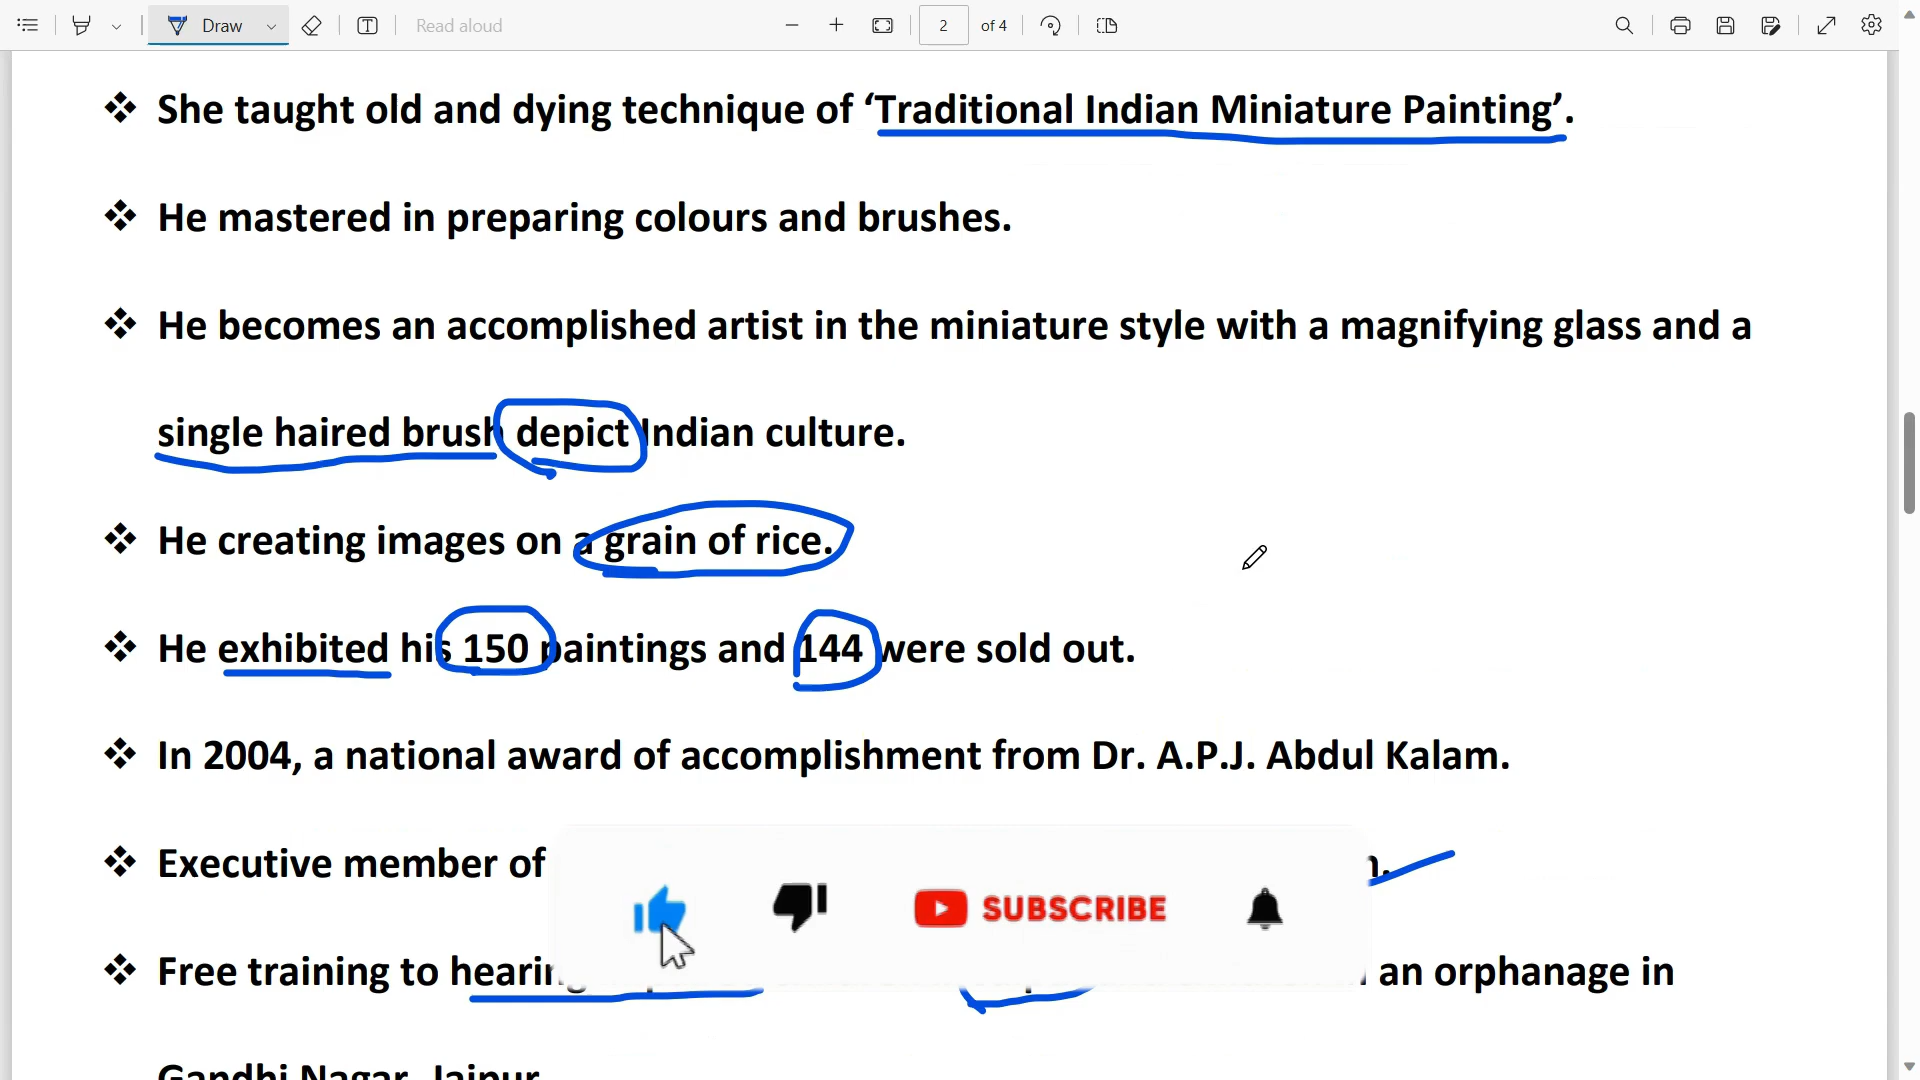 Draw
Read aloud
2 of 4
❖ She taught old and dying technique of ‘Traditional Indian Miniature Painting’.
❖ He mastered in preparing colours and brushes.
❖ He becomes an accomplished artist in the miniature style with a magnifying glass and a
single haired brush depict Indian culture.
❖ He creating images on a grain of rice.
❖ He exhibited his 150 paintings and 144 were sold out.
❖ In 2004, a national award of accomplishment from Dr. A.P.J. Abdul Kalam.
❖ Executive member of
SUBSCRIBE
❖ Free training to an orphanage in
Gandhi Nagar, Jaipur